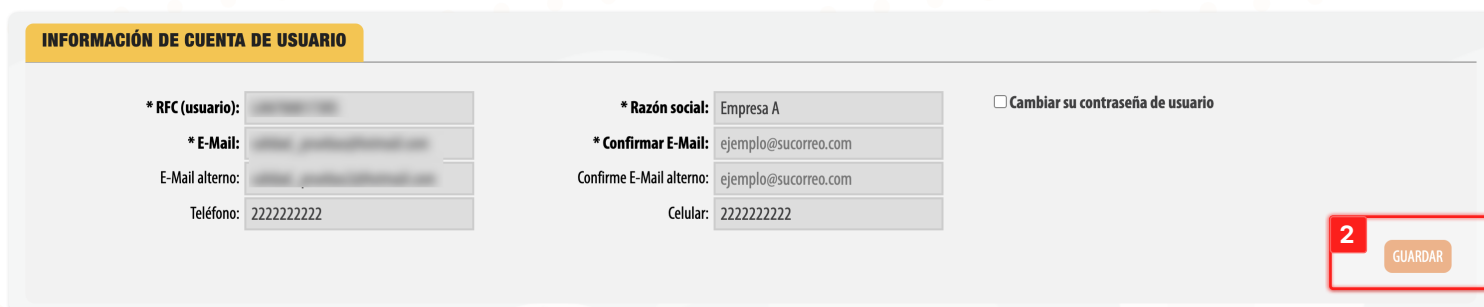 INFORMACIÓN DE CUENTA DE USUARIO
* RFC (usuario): * Razón social: Empresa A Cambiar su contraseña de usuario
* E-Mail: * Confirmar E-Mail: ejemplo@sucorreo.com
E-Mail alterno: Confirme E-Mail alterno: ejemplo@sucorreo.com
Teléfono: 2222222222 Celular: 2222222222
2
GUARDAR